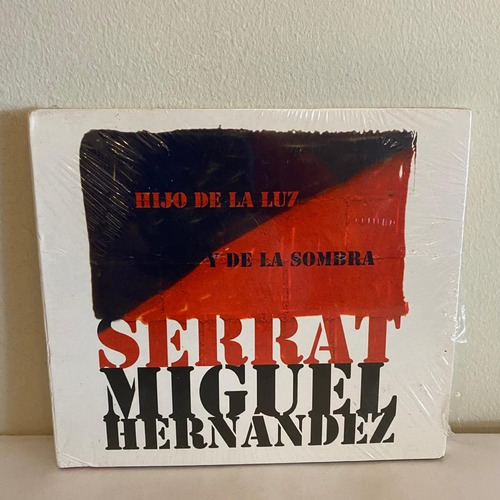 HIJO DE LA LUZ
Y DE LA SOMBRA
SERRAT
MIGUEL
HERNANDEZ